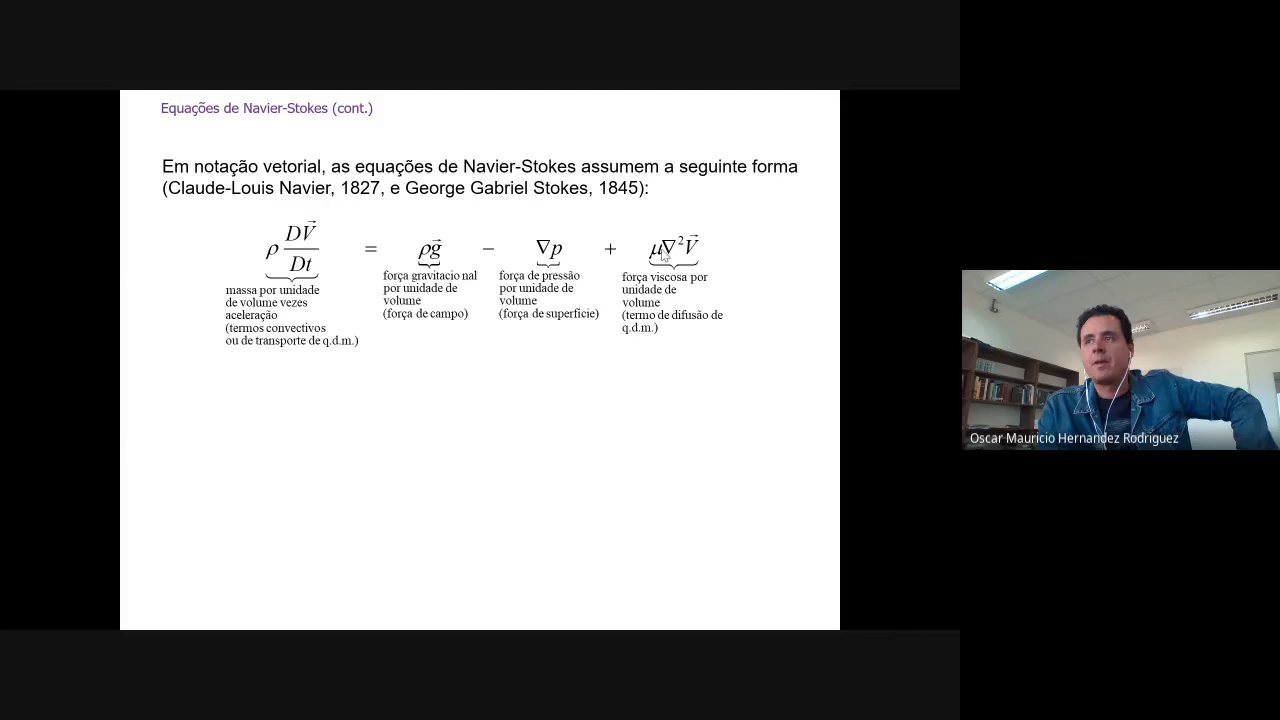 Equações de Navier-Stokes (cont.)
Em notação vetorial, as equações de Navier-Stokes assumem a seguinte forma
(Claude-Louis Navier, 1827, e George Gabriel Stokes, 1845):
ρ DV⃗/Dt = ρg⃗ − ∇p + μ∇²V⃗
massa por unidade
de volume vezes
aceleração
(termos convectivos
ou de transporte de q.d.m.)
força gravitacio nal
por unidade de
volume
(força de campo)
força de pressão
por unidade de
volume
(força de superfície)
força viscosa por
unidade de
volume
(termo de difusão de
q.d.m.)
Oscar Mauricio Hernandez Rodriguez